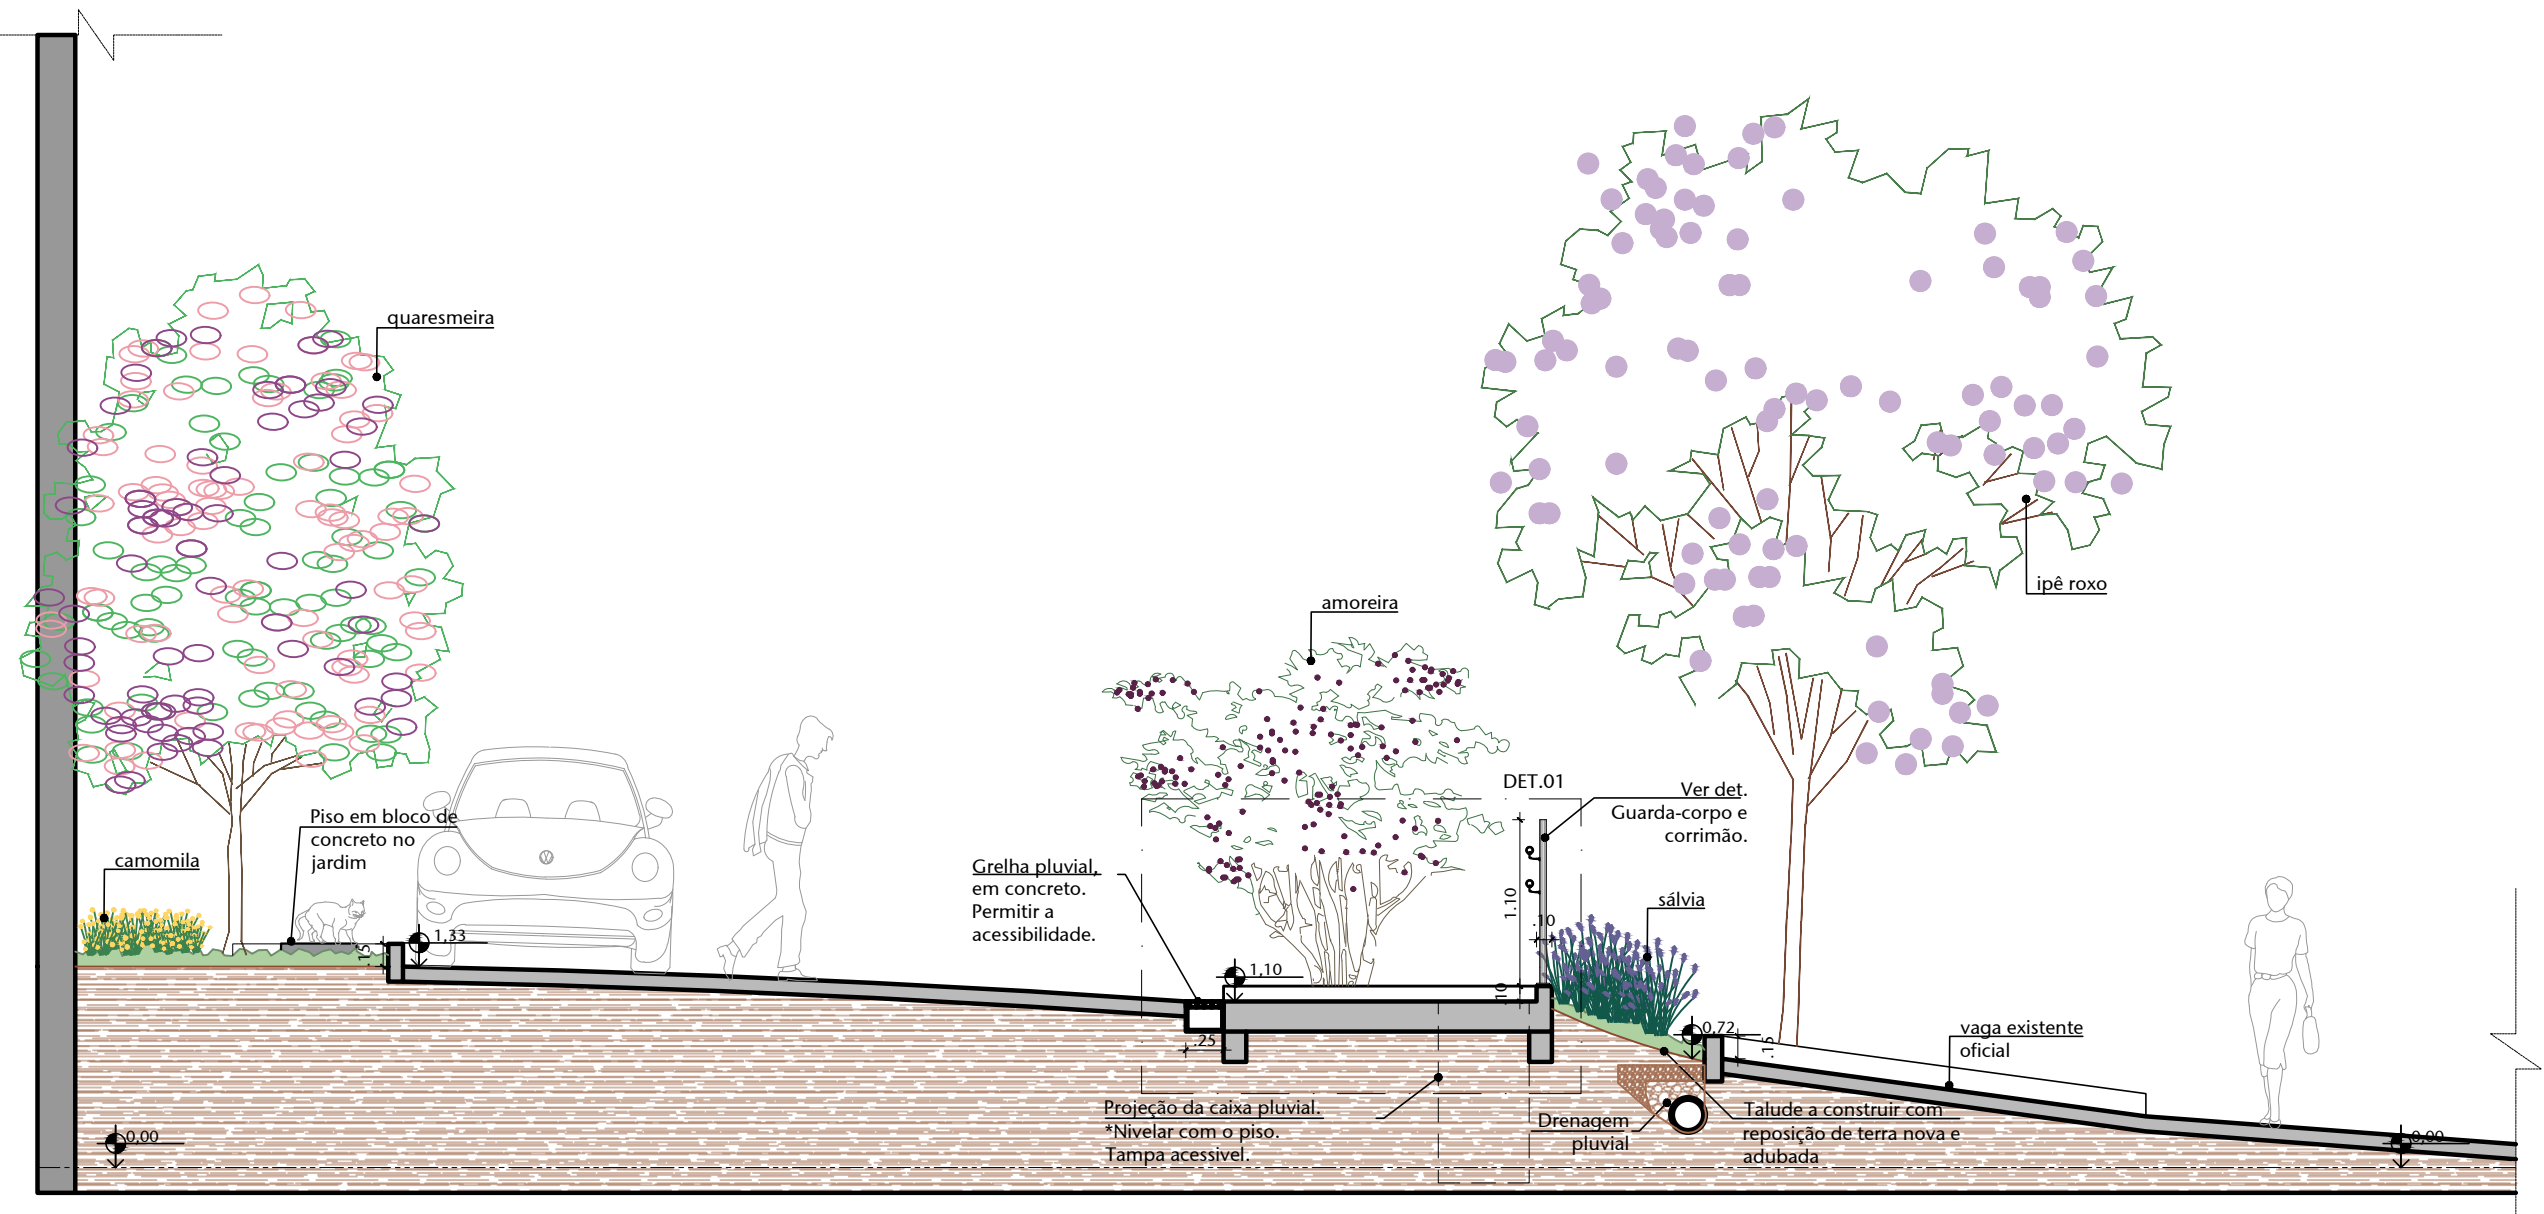 quaresmeira
ipê roxo
amoreira
DET.01
Ver det.
Guarda-corpo e
corrimão.
Piso em bloco de
concreto no
jardim
camomila
Grelha pluvial,
em concreto.
Permitir a
acessibilidade.
1.10
.10
sálvia
.15
1,33
1,10
.10
0,72
.15
.25
vaga existente
oficial
Projeção da caixa pluvial.
*Nivelar com o piso.
Tampa acessivel.
Drenagem
pluvial
Talude a construir com
reposição de terra nova e
adubada
0,00
0,00